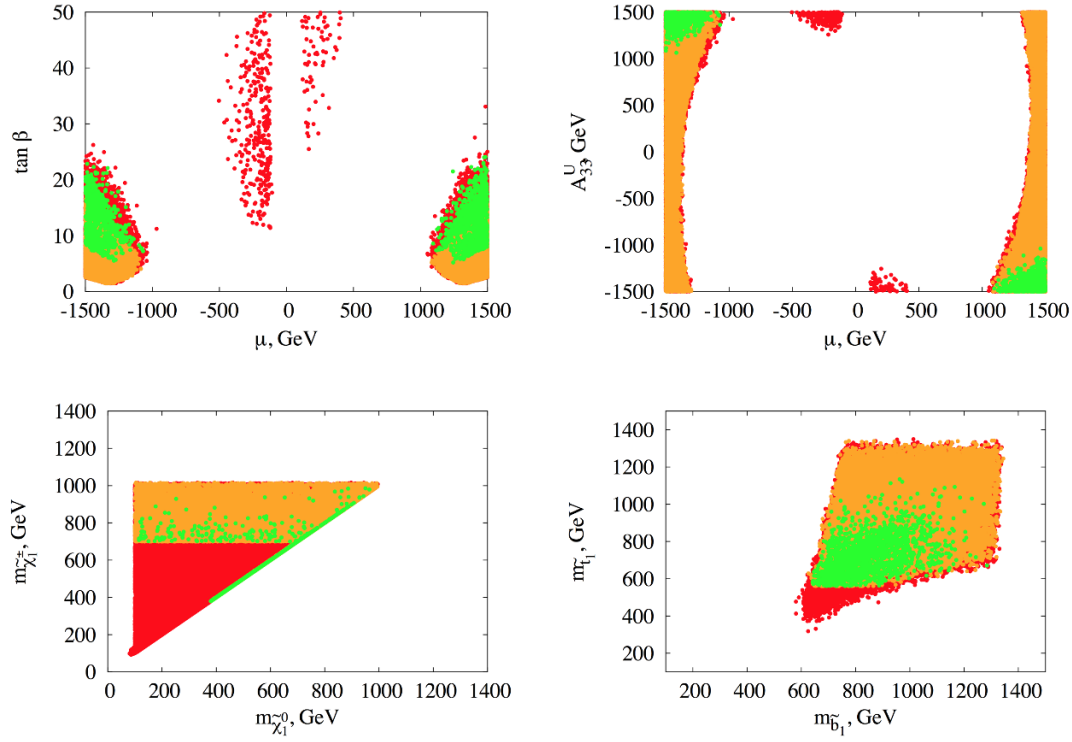 50
40
30
20
10
0
tan β
-1500 -1000 -500 0 500 1000 1500
μ, GeV
1500
1000
500
0
-500
-1000
-1500
A^U_33, GeV
-1500 -1000 -500 0 500 1000 1500
μ, GeV
1400
1200
1000
800
600
400
200
0
m_χ̃₁^±, GeV
0 200 400 600 800 1000 1200 1400
m_χ̃₁^0, GeV
1400
1200
1000
800
600
400
200
m_t̃₁, GeV
200 400 600 800 1000 1200 1400
m_b̃₁, GeV